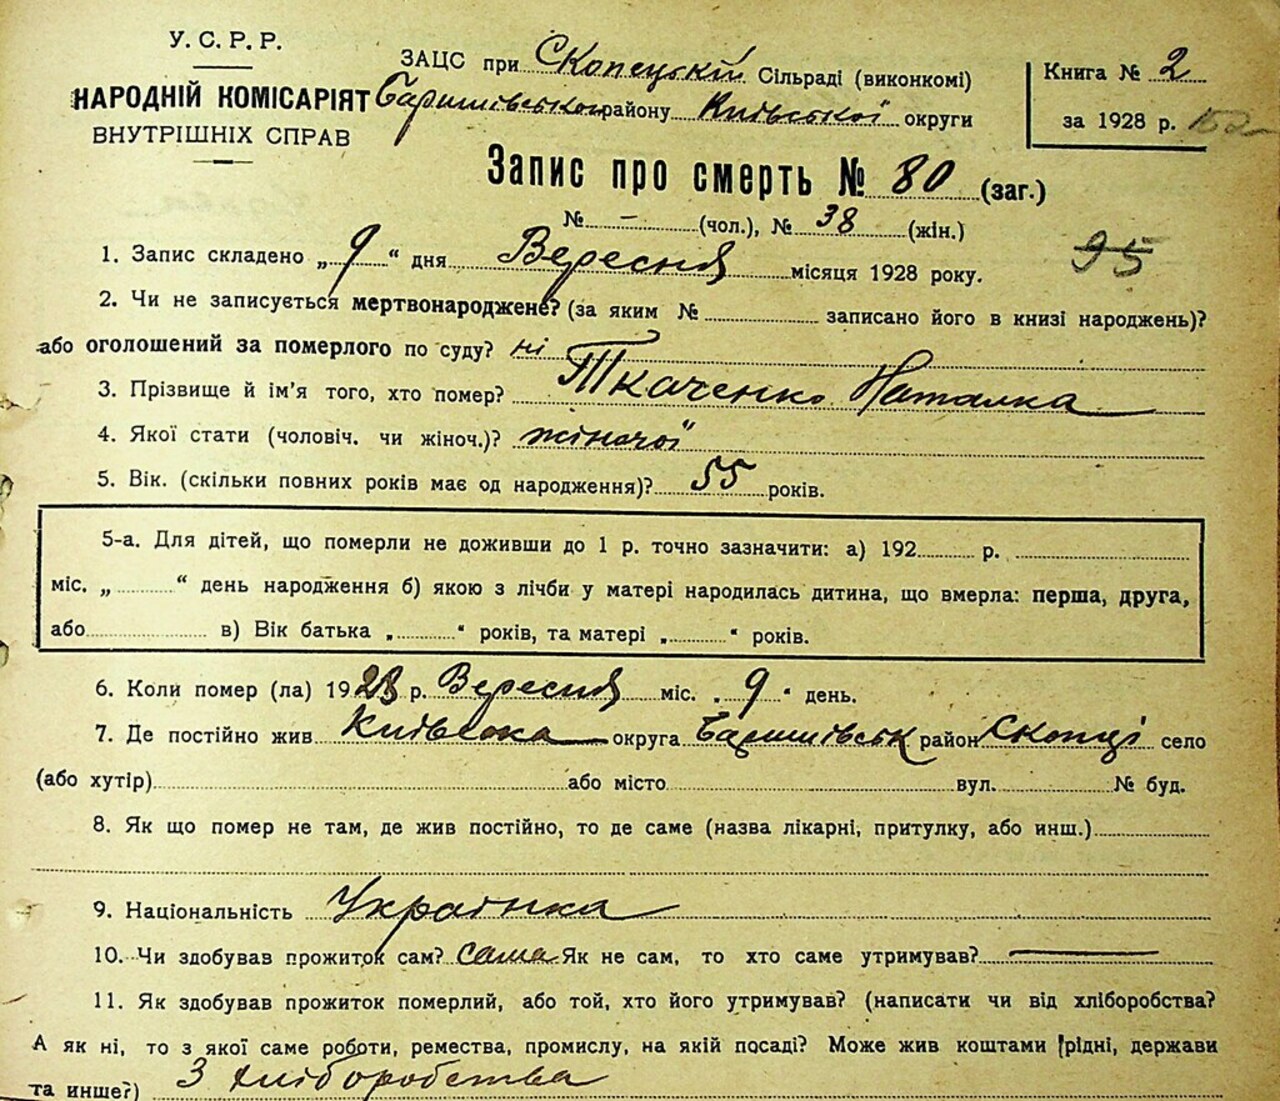 У. С. Р. Р.
НАРОДНІЙ КОМІСАРІЯТ
ВНУТРІШНІХ СПРАВ
ЗАЦС при Скопецькій Сільраді (виконкомі)
Баришівського району Київської округи
Книга № 2
за 1928 р. 152
Запис про смерть № 80 (заг.)
№ – (чол.), № 38 (жін.)
95
1. Запис складено „ 9 “ дня Вересня місяця 1928 року.
2. Чи не записується мертвонароджене? (за яким № записано його в книзі народжень)?
або оголошений за померлого по суду? ні
3. Прізвище й ім'я того, хто помер? Ткаченко Наталка
4. Якої стати (чоловіч. чи жіноч.)? жіночої
5. Вік. (скільки повних років має од народження)? 55 років.
5-а. Для дітей, що померли не доживши до 1 р. точно зазначити: а) 192 р.
міс. „ “ день народження б) якою з лічби у матері народилась дитина, що вмерла: перша, друга,
або в) Вік батька „ “ років, та матері „ “ років.
6. Коли помер (ла) 1928 р. Вересня міс. „ 9 “ день.
7. Де постійно жив Київська округа Баришівськ район Скопці село
(або хутір) або місто вул. № буд.
8. Як що помер не там, де жив постійно, то де саме (назва лікарні, притулку, або инш.)
9. Національність Українка
10. Чи здобував прожиток сам? сама Як не сам, то хто саме утримував? —
11. Як здобував прожиток померлий, або той, хто його утримував? (написати чи від хліборобства?
А як ні, то з якої саме роботи, ремества, промислу, на якій посаді? Може жив коштами рідні, держави
та инше?) З хліборобства